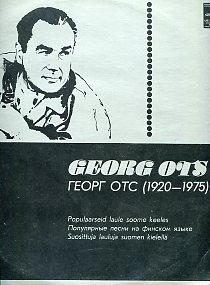 GEORG OTS
ГЕОРГ ОТС (1920—1975)
Populaarseid laule soome keeles
Популярные песни на финском языке
Suosittuja lauluja suomen kielellä